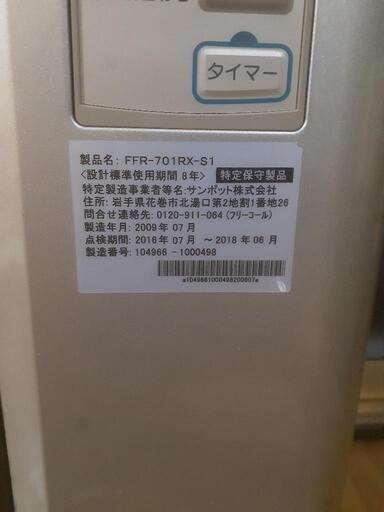 タイマー
製品名: FFR-701RX-S1
<設計標準使用期間 8年> 特定保守製品
特定製造事業者等名:サンポット株式会社
住所: 岩手県花巻市北湯口第2地割1番地26
問合せ連絡先: 0120-911-064 (フリーコール)
製造年月: 2009年07月
点検期間: 2016年07月 ～2018年06月
製造番号: 104966 -1000498
a1049661000498200907a